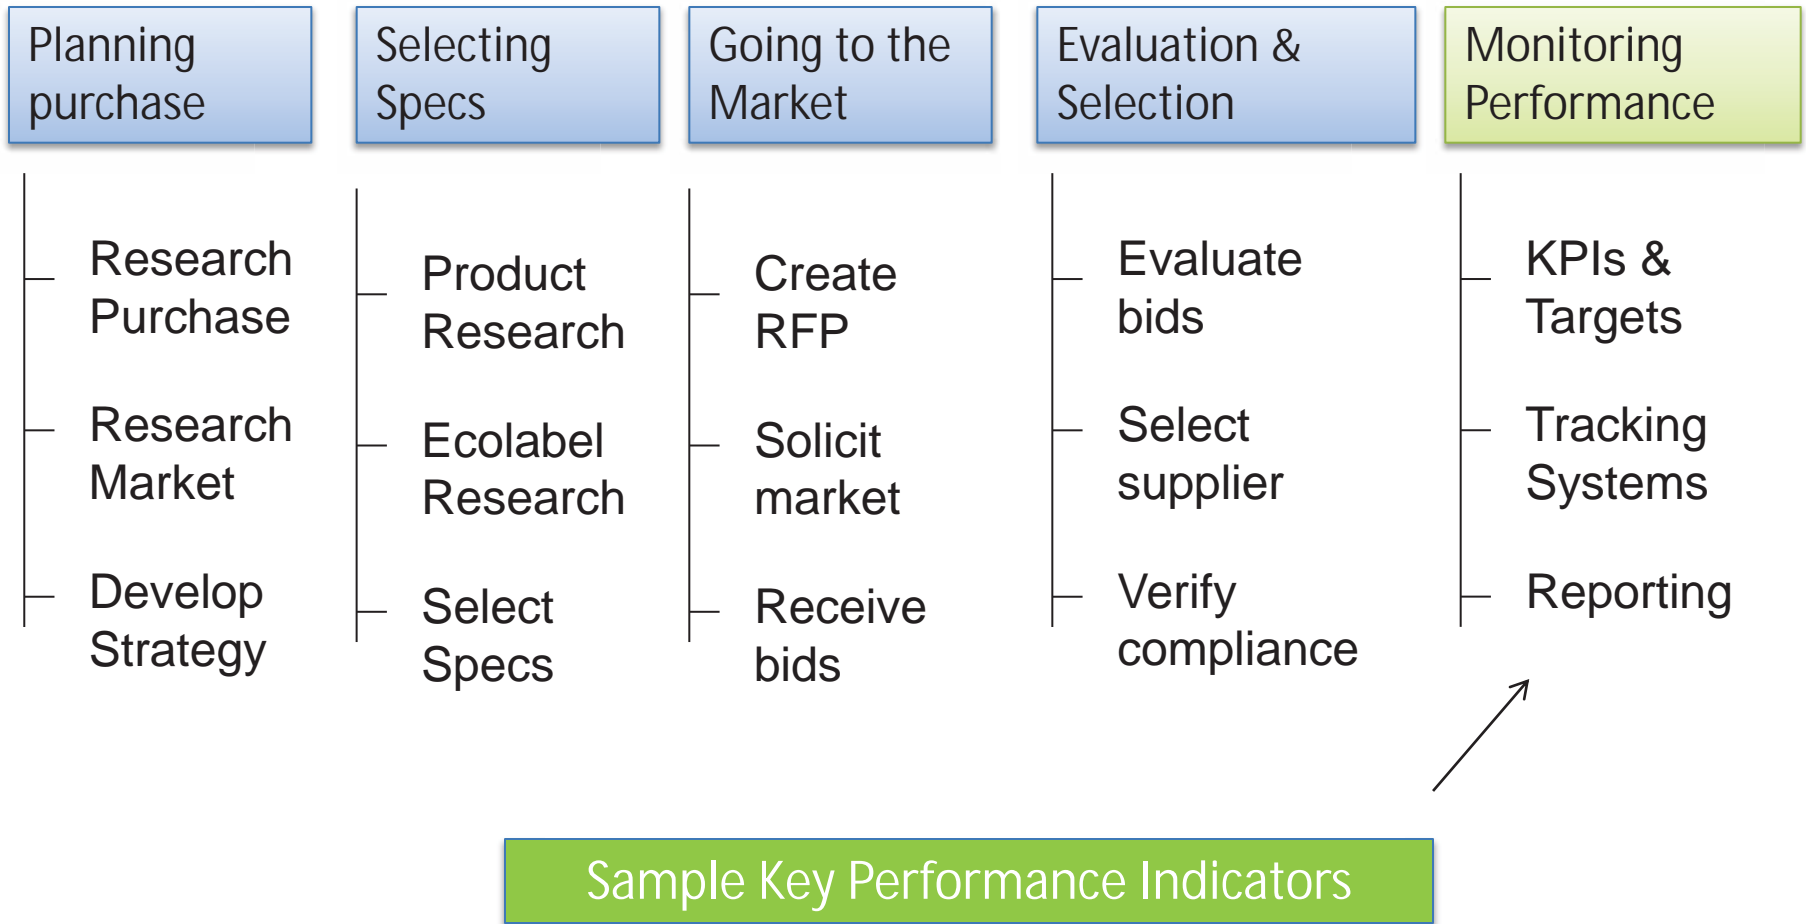 Planning
purchase
Research
Purchase
Research
Market
Develop
Strategy
Selecting
Specs
Product
Research
Ecolabel
Research
Select
Specs
Going to the
Market
Create
RFP
Solicit
market
Receive
bids
Evaluation &
Selection
Evaluate
bids
Select
supplier
Verify
compliance
Monitoring
Performance
KPIs &
Targets
Tracking
Systems
Reporting
Sample Key Performance Indicators